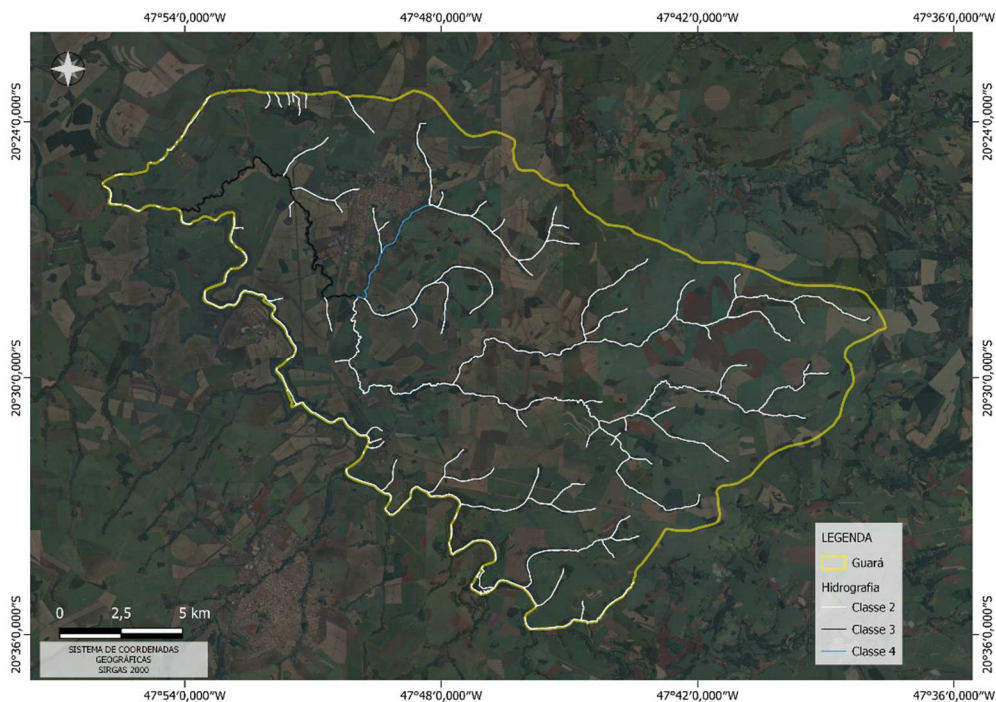 47°54'0,000"W 47°48'0,000"W 47°42'0,000"W 47°36'0,000"W
20°24'0,000"S 20°24'0,000"S
20°30'0,000"S 20°30'0,000"S
20°36'0,000"S 20°36'0,000"S
LEGENDA
Guará
Hidrografia
Classe 2
Classe 3
Classe 4
0 2,5 5 km
SISTEMA DE COORDENADAS
GEOGRÁFICAS
SIRGAS 2000
47°54'0,000"W 47°48'0,000"W 47°42'0,000"W 47°36'0,000"W